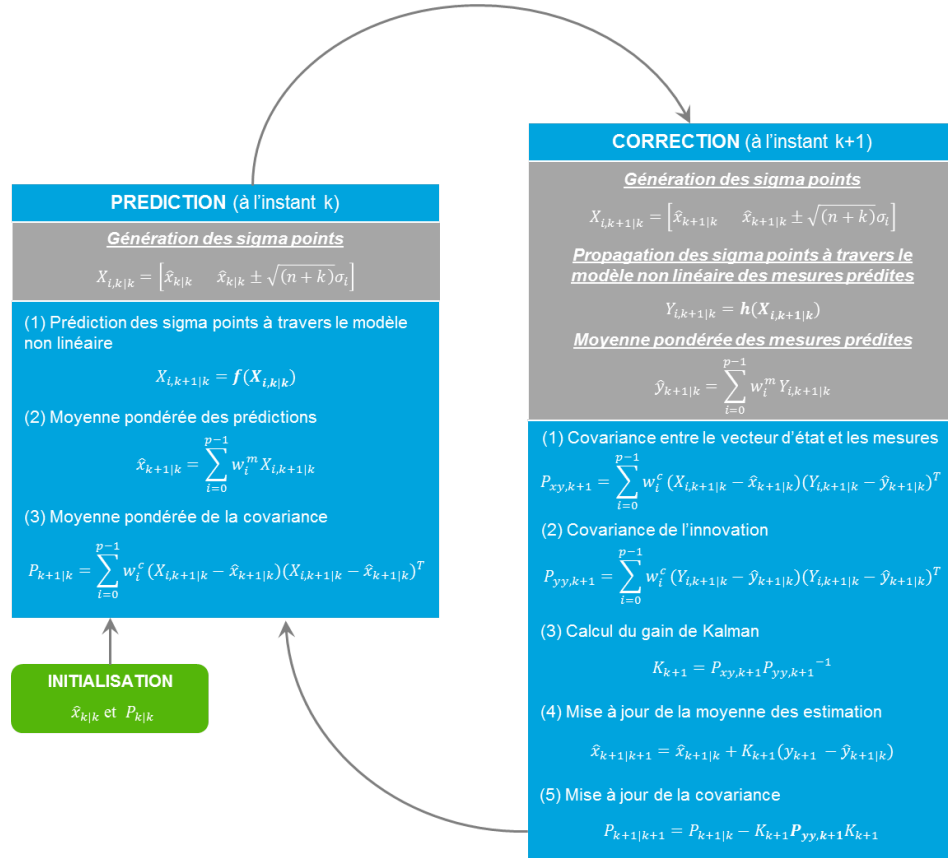 PREDICTION (à l'instant k)
Génération des sigma points
X_{i,k|k} = [x̂_{k|k} x̂_{k|k} ± √(n + k)σ_i]
(1) Prédiction des sigma points à travers le modèle
non linéaire
X_{i,k+1|k} = f(X_{i,k|k})
(2) Moyenne pondérée des prédictions
x̂_{k+1|k} = ∑_{i=0}^{p−1} w_i^m X_{i,k+1|k}
(3) Moyenne pondérée de la covariance
P_{k+1|k} = ∑_{i=0}^{p−1} w_i^c (X_{i,k+1|k} − x̂_{k+1|k})(X_{i,k+1|k} − x̂_{k+1|k})^T
INITIALISATION
x̂_{k|k} et P_{k|k}
CORRECTION (à l'instant k+1)
Génération des sigma points
X_{i,k+1|k} = [x̂_{k+1|k} x̂_{k+1|k} ± √(n + k)σ_i]
Propagation des sigma points à travers le
modèle non linéaire des mesures prédites
Y_{i,k+1|k} = h(X_{i,k+1|k})
Moyenne pondérée des mesures prédites
ŷ_{k+1|k} = ∑_{i=0}^{p−1} w_i^m Y_{i,k+1|k}
(1) Covariance entre le vecteur d'état et les mesures
P_{xy,k+1} = ∑_{i=0}^{p−1} w_i^c (X_{i,k+1|k} − x̂_{k+1|k})(Y_{i,k+1|k} − ŷ_{k+1|k})^T
(2) Covariance de l'innovation
P_{yy,k+1} = ∑_{i=0}^{p−1} w_i^c (Y_{i,k+1|k} − ŷ_{k+1|k})(Y_{i,k+1|k} − ŷ_{k+1|k})^T
(3) Calcul du gain de Kalman
K_{k+1} = P_{xy,k+1} P_{yy,k+1}^{−1}
(4) Mise à jour de la moyenne des estimation
x̂_{k+1|k+1} = x̂_{k+1|k} + K_{k+1}(y_{k+1} − ŷ_{k+1|k})
(5) Mise à jour de la covariance
P_{k+1|k+1} = P_{k+1|k} − K_{k+1} P_{yy,k+1} K_{k+1}